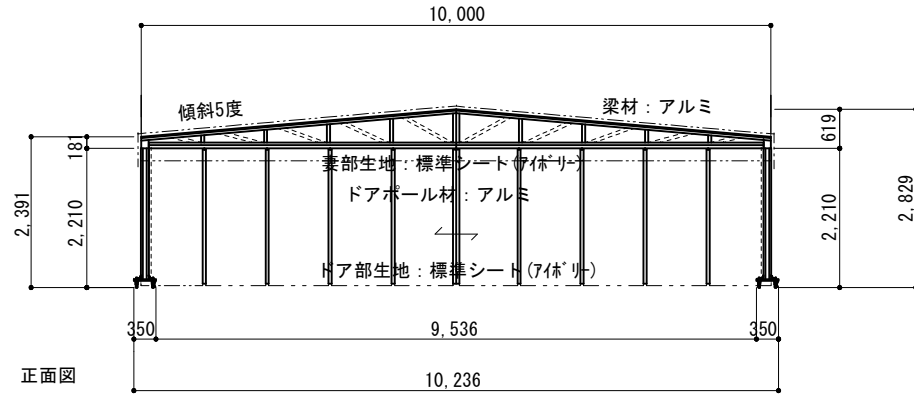 10,000
傾斜5度
梁材：アルミ
181
619
妻部生地：標準シート(ｱｲﾎﾞﾘｰ)
ドアポール材：アルミ
2,391
2,210
2,210
2,829
ドア部生地：標準シート(ｱｲﾎﾞﾘｰ)
350
9,536
350
正面図
10,236